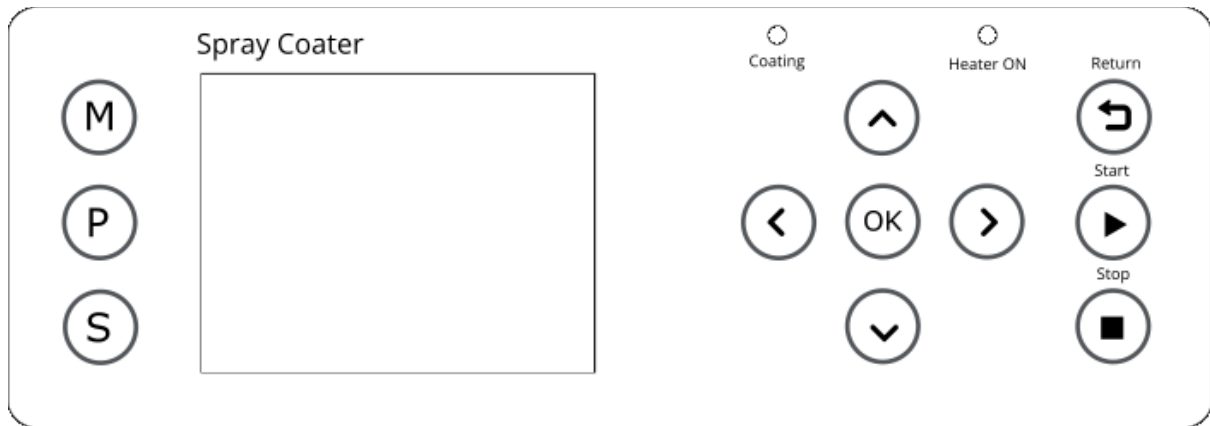 Spray Coater
Coating
Heater ON
Return
M
Start
P
OK
Stop
S